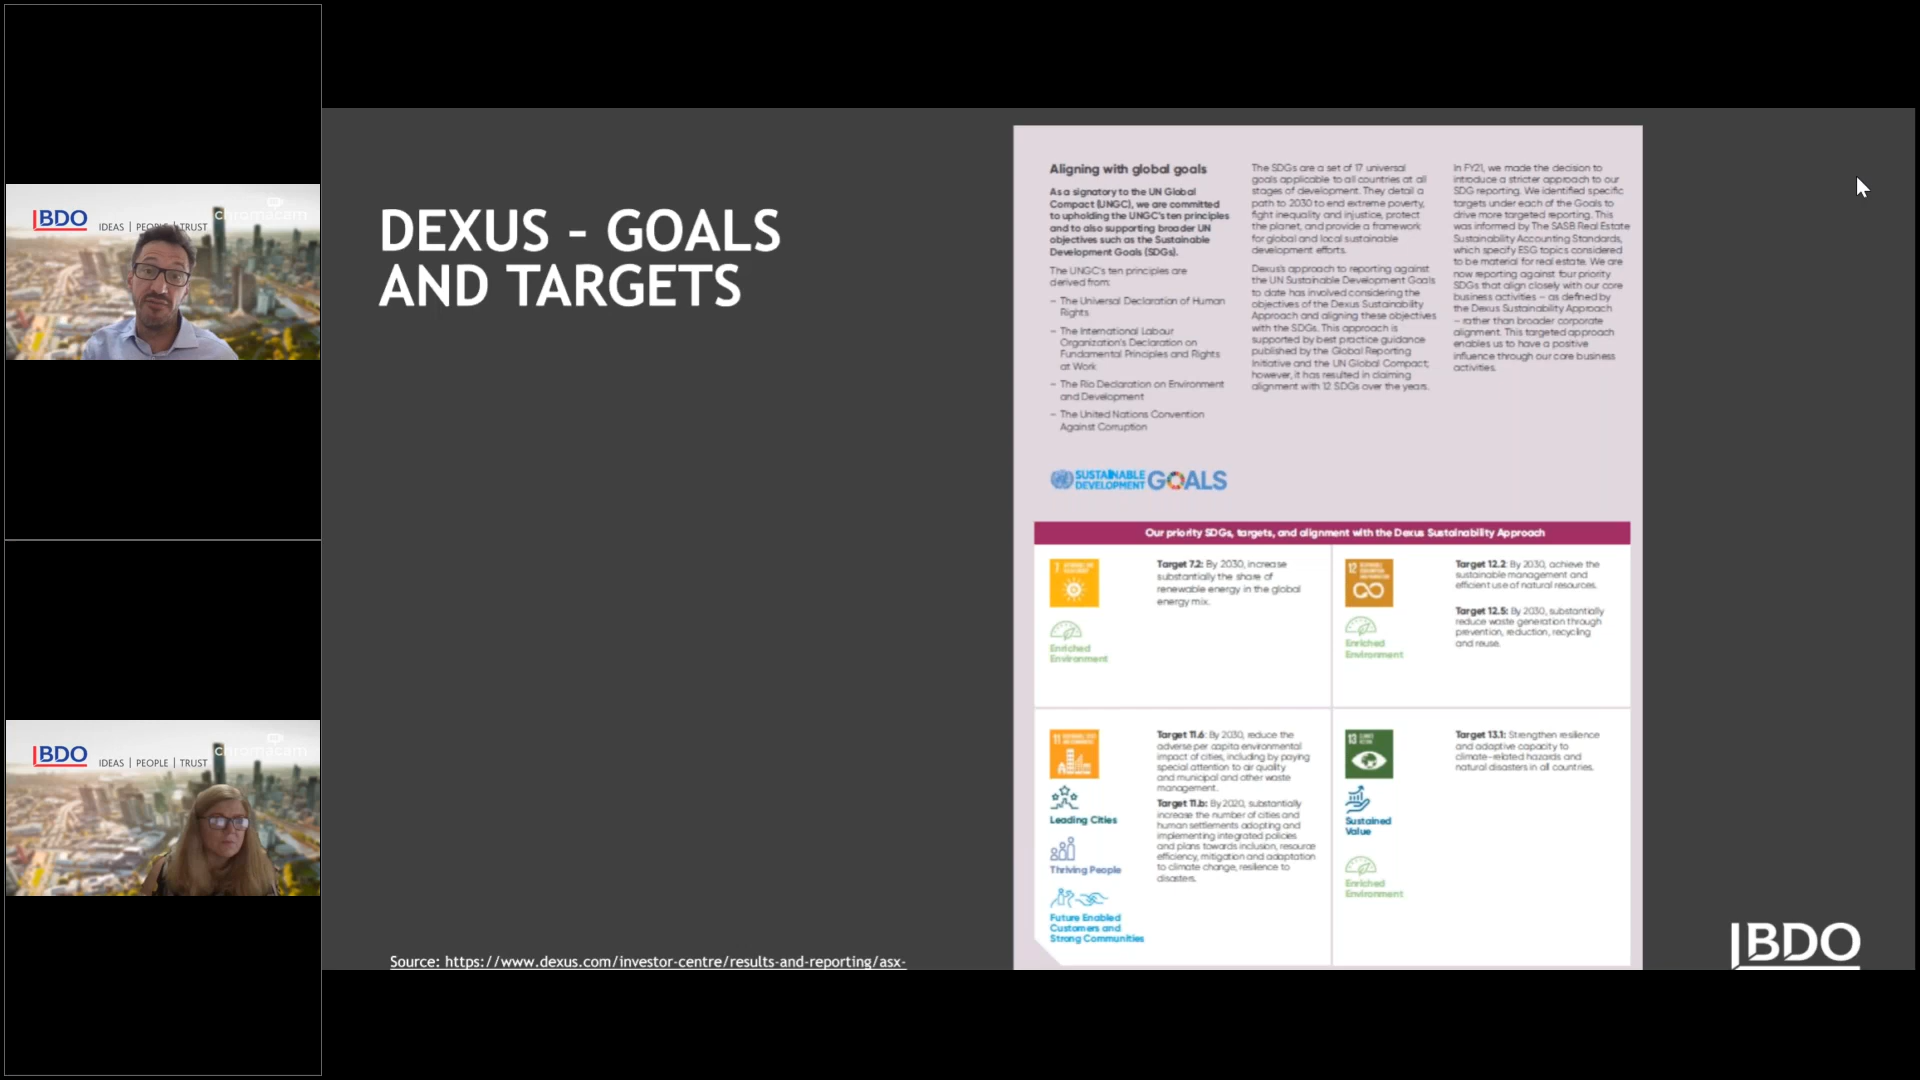 BDO
IDEAS | PEOPLE | TRUST
chromacam
BDO
IDEAS | PEOPLE | TRUST
chromacam
DEXUS - GOALS
AND TARGETS
Source: https://www.dexus.com/investor-centre/results-and-reporting/asx-
Aligning with global goals
As a signatory to the UN Global
Compact (UNGC), we are committed
to upholding the UNGC's ten principles
and to also supporting broader UN
objectives such as the Sustainable
Development Goals (SDGs).
The UNGC's ten principles are
derived from:
– The Universal Declaration of Human
Rights
– The International Labour
Organization's Declaration on
Fundamental Principles and Rights
at Work
– The Rio Declaration on Environment
and Development
– The United Nations Convention
Against Corruption
The SDGs are a set of 17 universal
goals applicable to all countries at all
stages of development. They detail a
path to 2030 to end extreme poverty,
fight inequality and injustice, protect
the planet, and provide a framework
for global and local sustainable
development efforts.
Dexus's approach to reporting against
the UN Sustainable Development Goals
to date has involved considering the
objectives of the Dexus Sustainability
Approach and aligning these objectives
with the SDGs. This approach is
supported by best practice guidance
published by the Global Reporting
Initiative and the UN Global Compact;
however, it has resulted in claiming
alignment with 12 SDGs over the years.
In FY21, we made the decision to
introduce a stricter approach to our
SDG reporting. We identified specific
targets under each of the Goals to
drive more targeted reporting. This
was informed by The SASB Real Estate
Sustainability Accounting Standards,
which specify ESG topics considered
to be material for real estate. We are
now reporting against four priority
SDGs that align closely with our core
business activities – as defined by
the Dexus Sustainability Approach
– rather than broader corporate
alignment. This targeted approach
enables us to have a positive
influence through our core business
activities.
SUSTAINABLE
DEVELOPMENT GOALS
Our priority SDGs, targets, and alignment with the Dexus Sustainability Approach
7
Enriched
Environment
Target 7.2: By 2030, increase
substantially the share of
renewable energy in the global
energy mix.
12
Enriched
Environment
Target 12.2: By 2030, achieve the
sustainable management and
efficient use of natural resources.
Target 12.5: By 2030, substantially
reduce waste generation through
prevention, reduction, recycling
and reuse.
11
Leading Cities
Thriving People
Future Enabled
Customers and
Strong Communities
Target 11.6: By 2030, reduce the
adverse per capita environmental
impact of cities, including by paying
special attention to air quality
and municipal and other waste
management.
Target 11.b: By 2020, substantially
increase the number of cities and
human settlements adopting and
implementing integrated policies
and plans towards inclusion, resource
efficiency, mitigation and adaptation
to climate change, resilience to
disasters.
13 CLIMATE
ACTION
Sustained
Value
Enriched
Environment
Target 13.1: Strengthen resilience
and adaptive capacity to
climate-related hazards and
natural disasters in all countries.
BDO